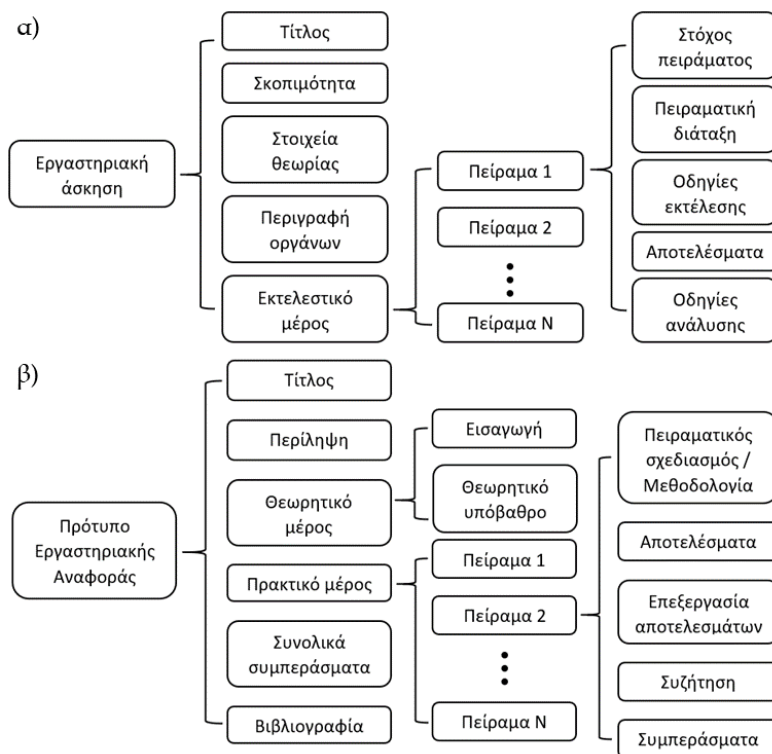 α)
Εργαστηριακή
άσκηση
Τίτλος
Σκοπιμότητα
Στοιχεία
θεωρίας
Περιγραφή
οργάνων
Εκτελεστικό
μέρος
Πείραμα 1
Πείραμα 2
Πείραμα Ν
Στόχος
πειράματος
Πειραματική
διάταξη
Οδηγίες
εκτέλεσης
Αποτελέσματα
Οδηγίες
ανάλυσης
β)
Πρότυπο
Εργαστηριακής
Αναφοράς
Τίτλος
Περίληψη
Θεωρητικό
μέρος
Πρακτικό μέρος
Συνολικά
συμπεράσματα
Βιβλιογραφία
Εισαγωγή
Θεωρητικό
υπόβαθρο
Πείραμα 1
Πείραμα 2
Πείραμα Ν
Πειραματικός
σχεδιασμός /
Μεθοδολογία
Αποτελέσματα
Επεξεργασία
αποτελεσμάτων
Συζήτηση
Συμπεράσματα